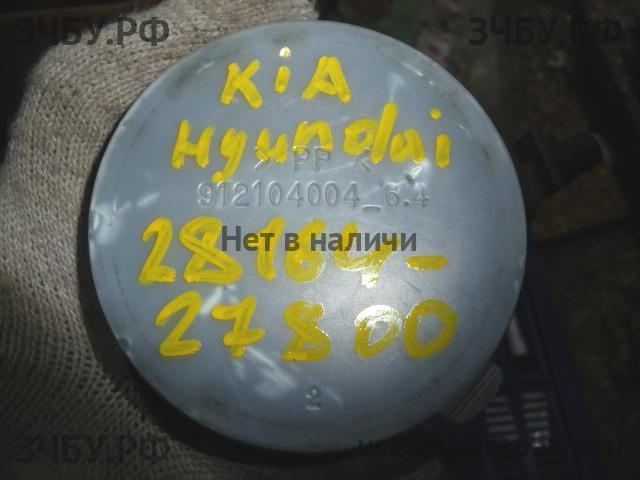 ЗЧБУ.РФ ЗЧБУ.РФ
KiA
Hyundai
> PP <
912104004_6.4
28164-
Нет в наличи
27800
2
ЗЧБУ.РФ